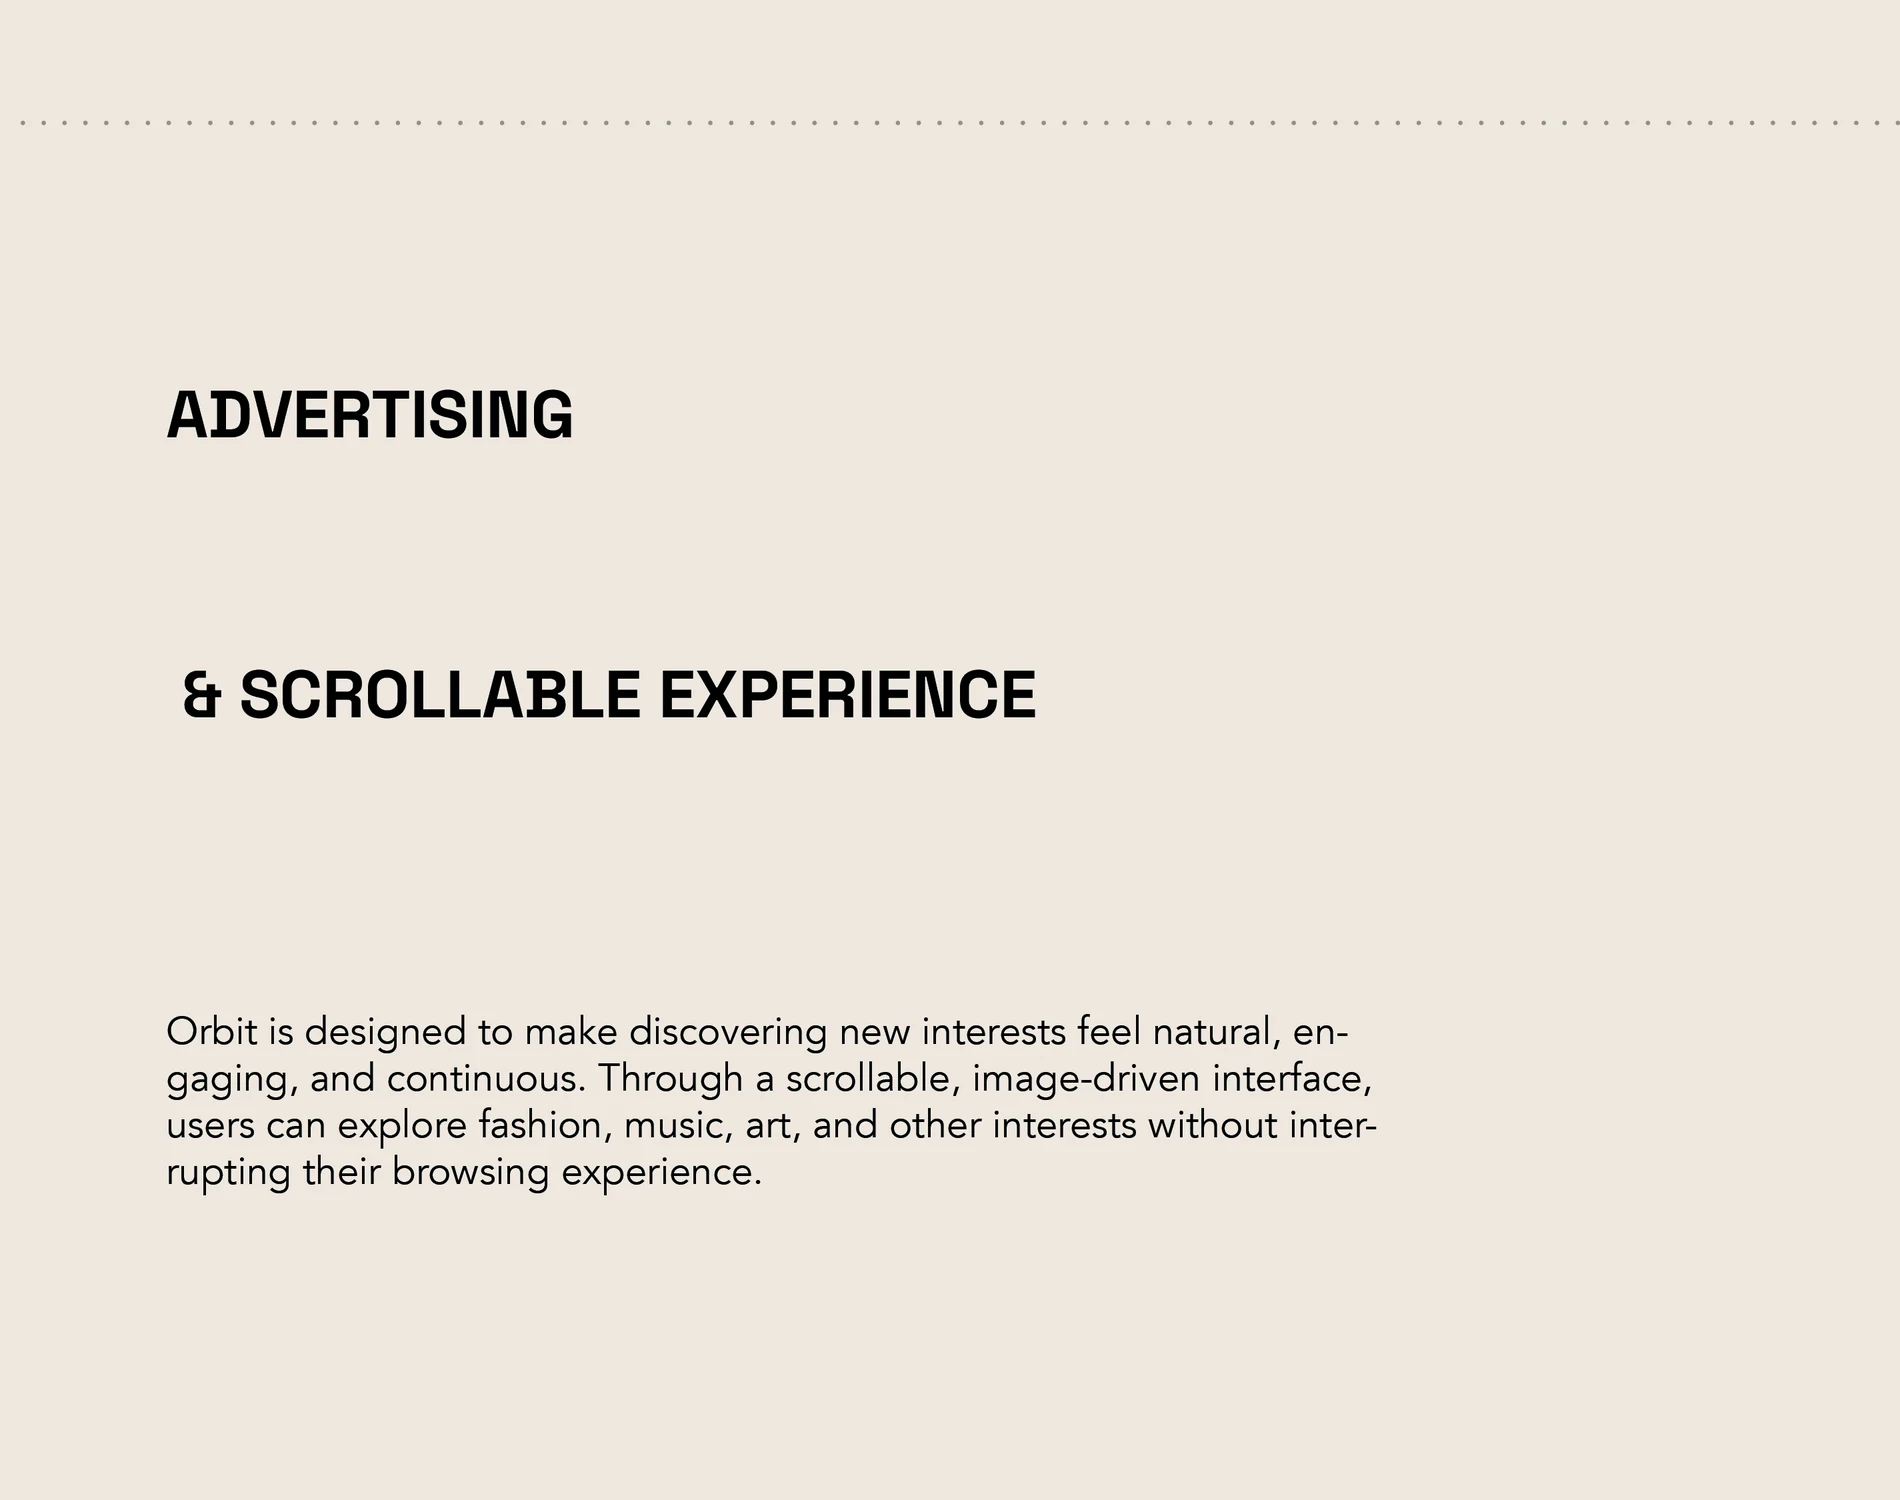 ADVERTISING
& SCROLLABLE EXPERIENCE
Orbit is designed to make discovering new interests feel natural, en-
gaging, and continuous. Through a scrollable, image-driven interface,
users can explore fashion, music, art, and other interests without inter-
rupting their browsing experience.